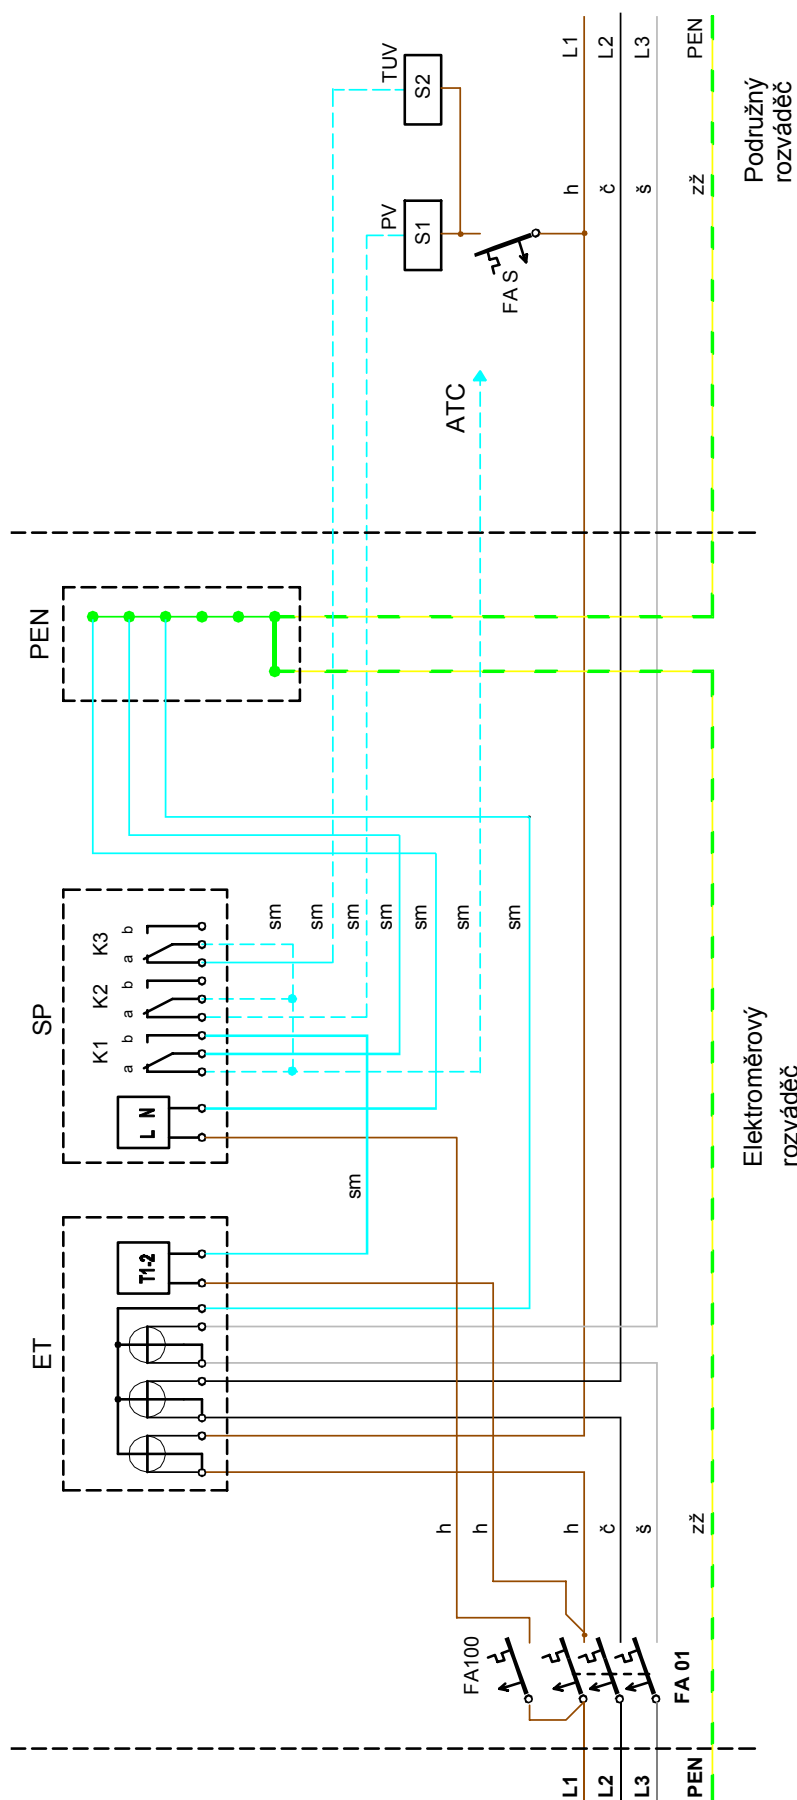 TUV
S2
PV
S1
FA S
ATC
L1
L2
L3
PEN
h
č
š
zž
Podružný
rozváděč
PEN
SP
K3
a
b
K2
a
b
K1
a
b
L N
sm
sm
sm
sm
sm
sm
sm
sm
Elektroměrový
rozváděč
ET
T1-2
h
h
h
č
š
zž
FA100
FA 01
L1
L2
L3
PEN